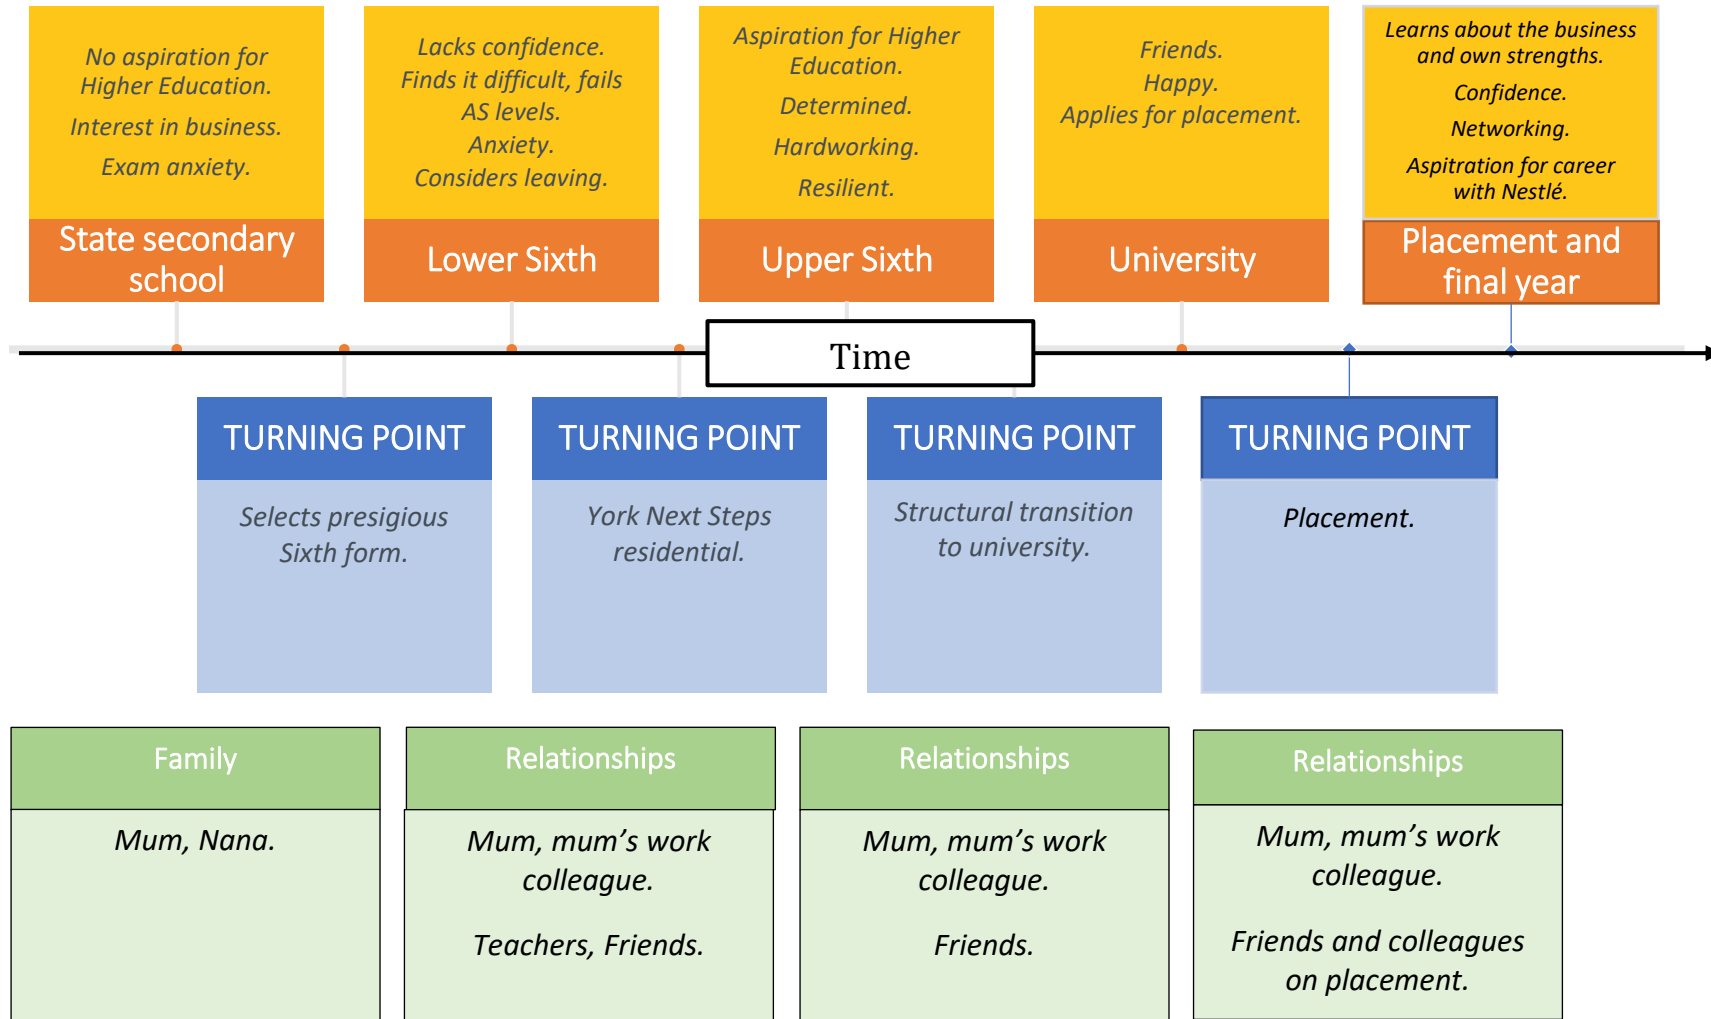 No aspiration for
Higher Education.
Interest in business.
Exam anxiety.
State secondary
school
Lacks confidence.
Finds it difficult, fails
AS levels.
Anxiety.
Considers leaving.
Lower Sixth
Aspiration for Higher
Education.
Determined.
Hardworking.
Resilient.
Upper Sixth
Friends.
Happy.
Applies for placement.
University
Learns about the business
and own strengths.
Confidence.
Networking.
Aspitration for career
with Nestlé.
Placement and
final year
Time
TURNING POINT
Selects presigious
Sixth form.
TURNING POINT
York Next Steps
residential.
TURNING POINT
Structural transition
to university.
TURNING POINT
Placement.
Family
Mum, Nana.
Relationships
Mum, mum’s work
colleague.
Teachers, Friends.
Relationships
Mum, mum’s work
colleague.
Friends.
Relationships
Mum, mum’s work
colleague.
Friends and colleagues
on placement.